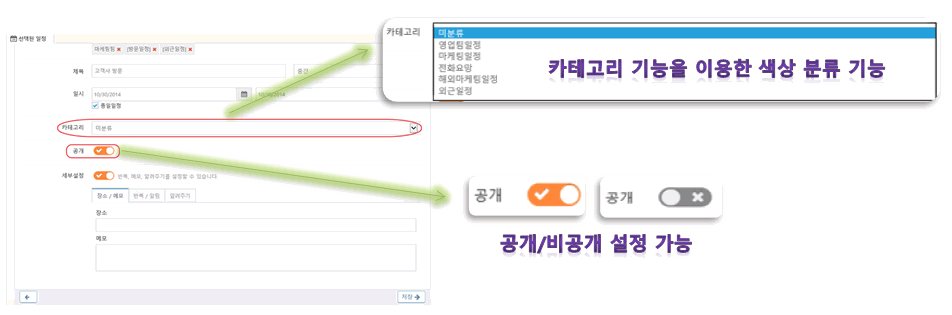 선택된 일정
마케팅팀 × [방문일정] × [외근일정] ×
제목 고객사 방문 중간
일시 10/30/2014 10/30/2014
종일일정
카테고리 미분류
공개
세부설정 반복, 메모, 알려주기를 설정할 수 있습니다.
장소 / 메모 반복 / 알림 알려주기
장소
메모
저장
카테고리 미분류
영업팀일정
마케팅일정
전화요망
해외마케팅일정
외근일정
카테고리 기능을 이용한 색상 분류 기능
공개 공개
공개/비공개 설정 가능